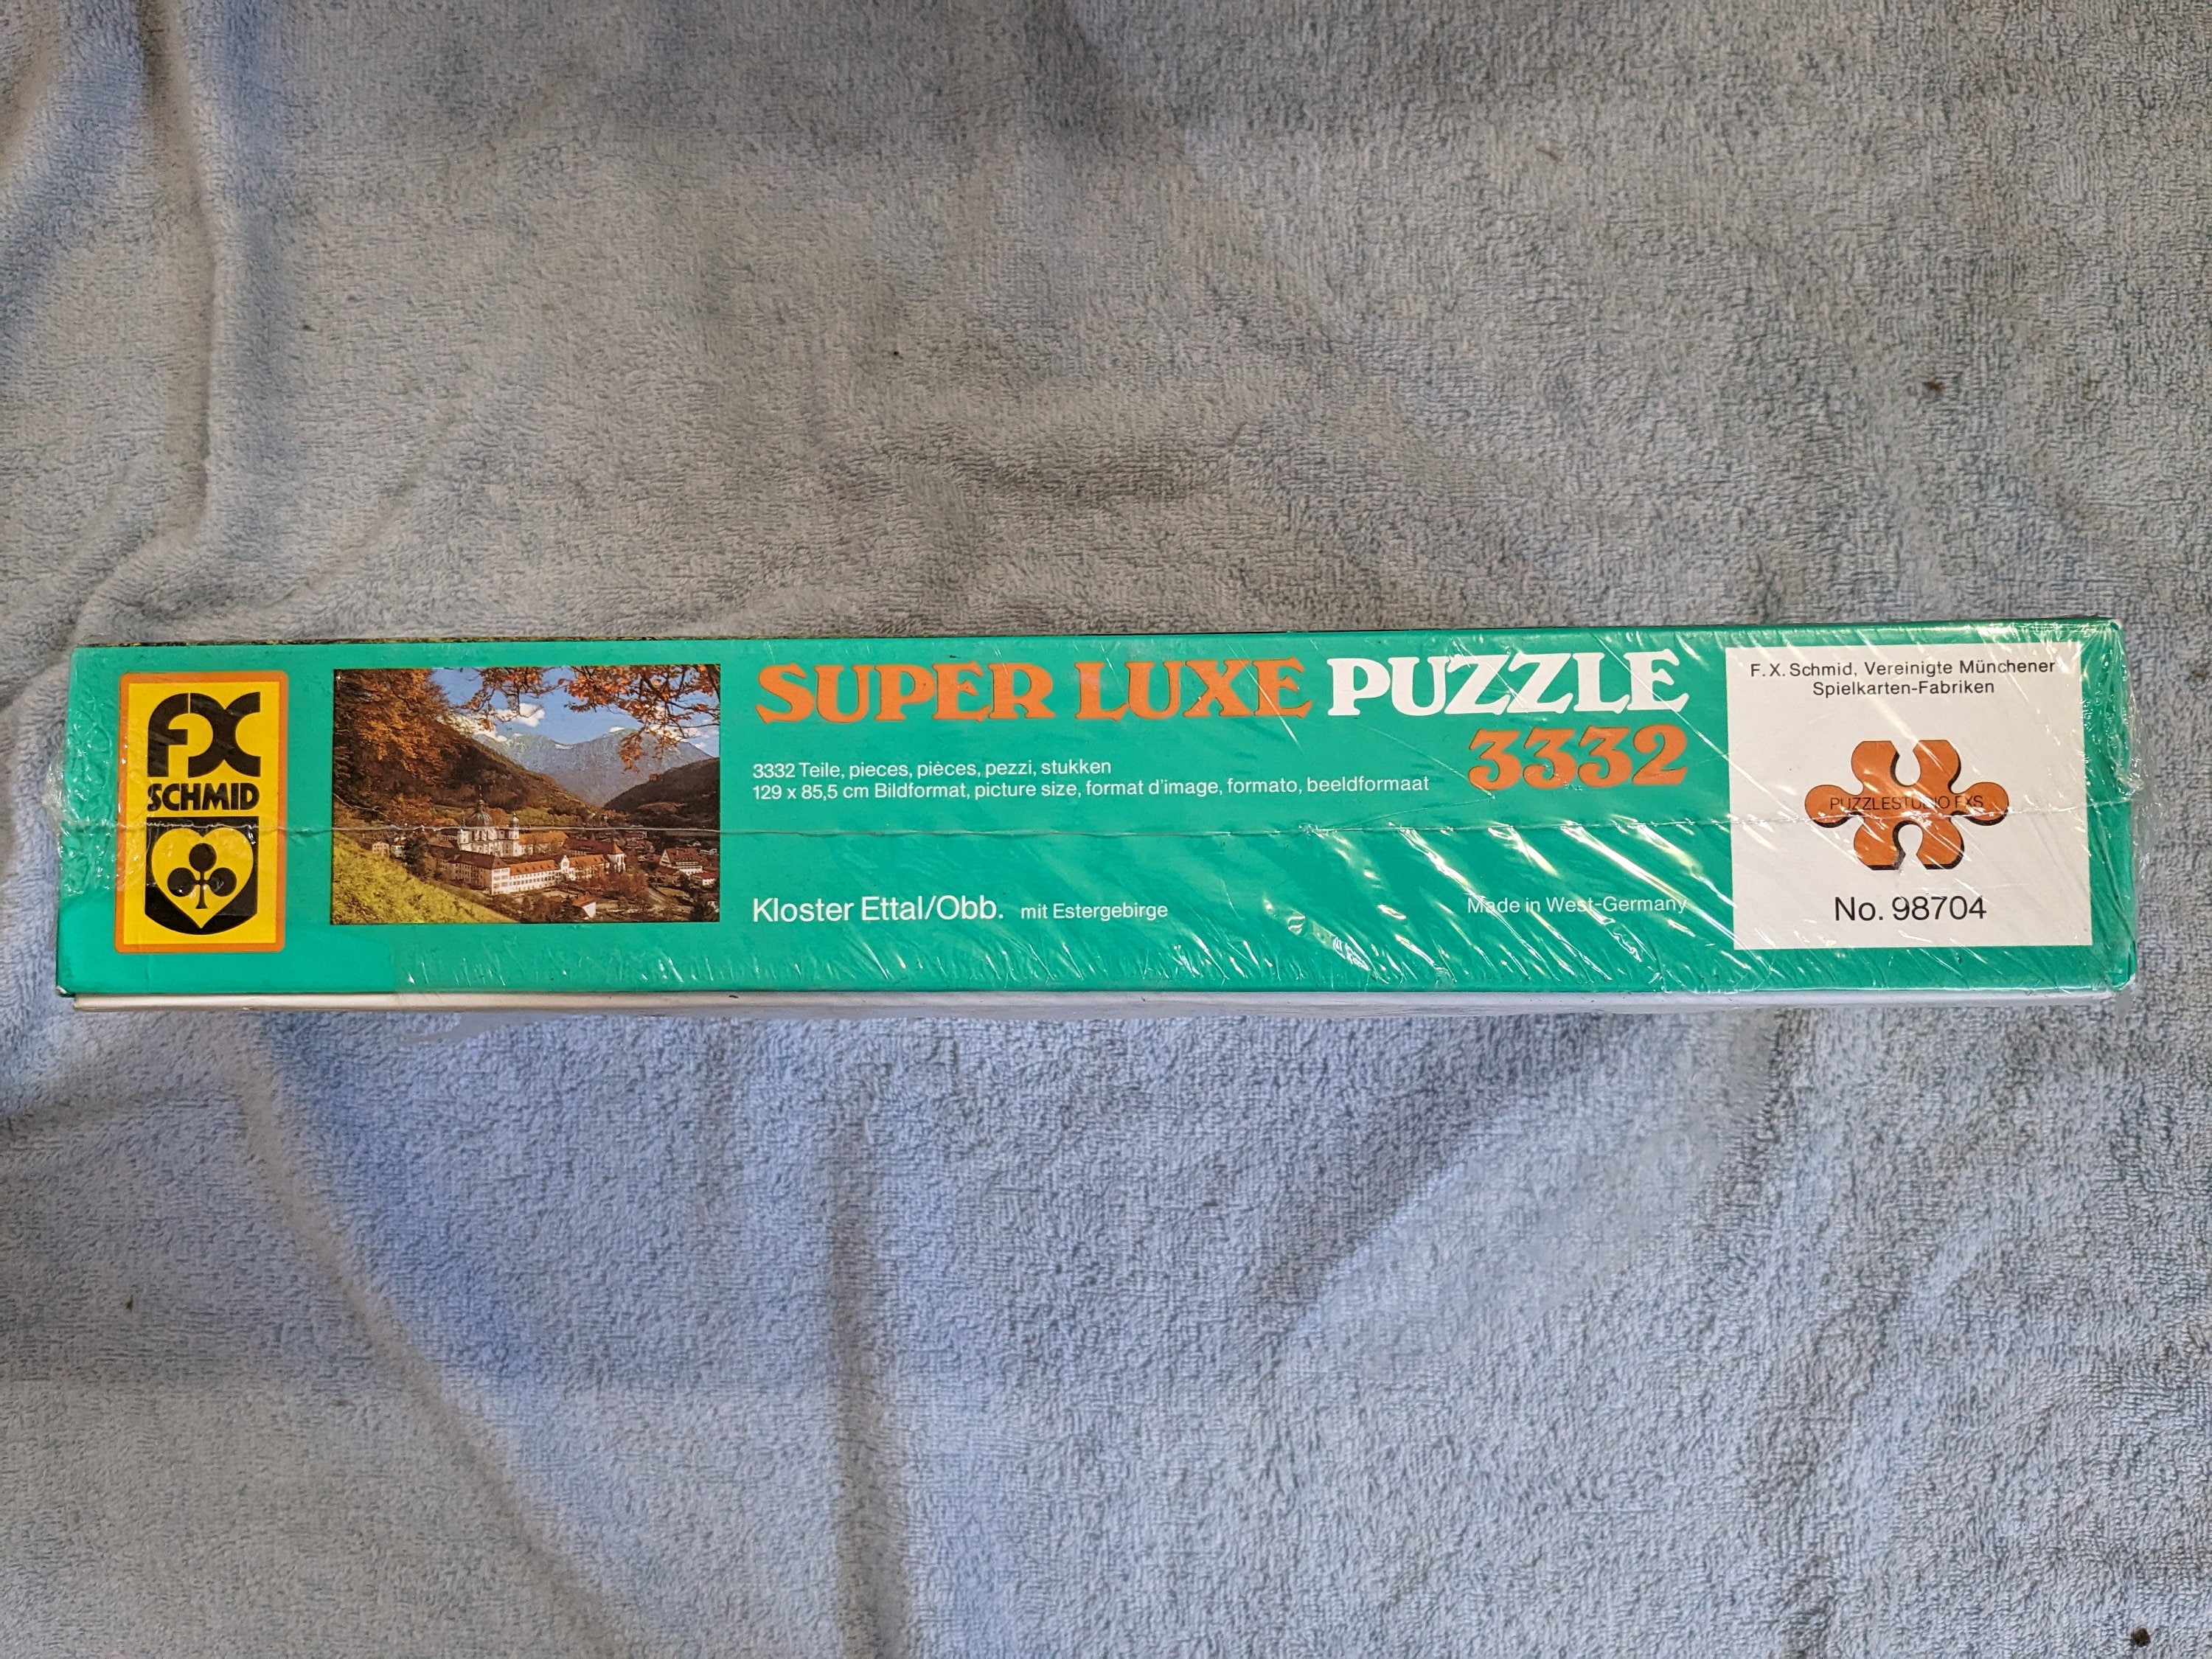 FX
SCHMID
SUPER LUXE PUZZLE
3332
3332 Teile, pieces, pièces, pezzi, stukken
129 x 85,5 cm Bildformat, picture size, format d'image, formato, beeldformaat
Kloster Ettal/Obb. mit Estergebirge
Made in West-Germany
F. X. Schmid, Vereinigte Münchener
Spielkarten-Fabriken
PUZZLESTUDIO FXS
No. 98704